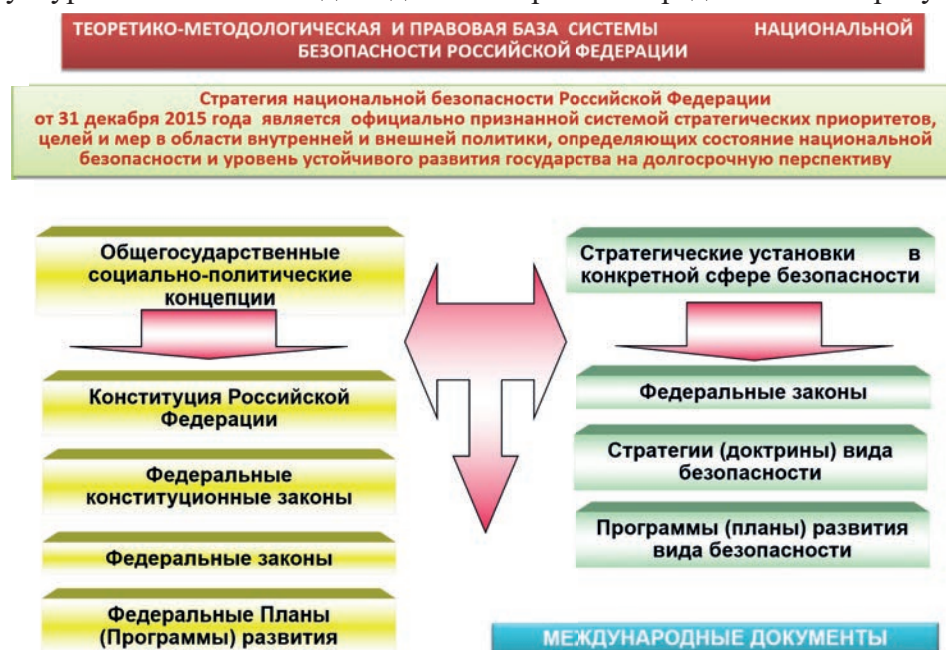 ТЕОРЕТИКО-МЕТОДОЛОГИЧЕСКАЯ И ПРАВОВАЯ БАЗА СИСТЕМЫ НАЦИОНАЛЬНОЙ
БЕЗОПАСНОСТИ РОССИЙСКОЙ ФЕДЕРАЦИИ
Стратегия национальной безопасности Российской Федерации
от 31 декабря 2015 года является официально признанной системой стратегических приоритетов,
целей и мер в области внутренней и внешней политики, определяющих состояние национальной
безопасности и уровень устойчивого развития государства на долгосрочную перспективу
Общегосударственные
социально-политические
концепции
Конституция Российской
Федерации
Федеральные
конституционные законы
Федеральные законы
Федеральные Планы
(Программы) развития
Стратегические установки в
конкретной сфере безопасности
Федеральные законы
Стратегии (доктрины) вида
безопасности
Программы (планы) развития
вида безопасности
МЕЖДУНАРОДНЫЕ ДОКУМЕНТЫ